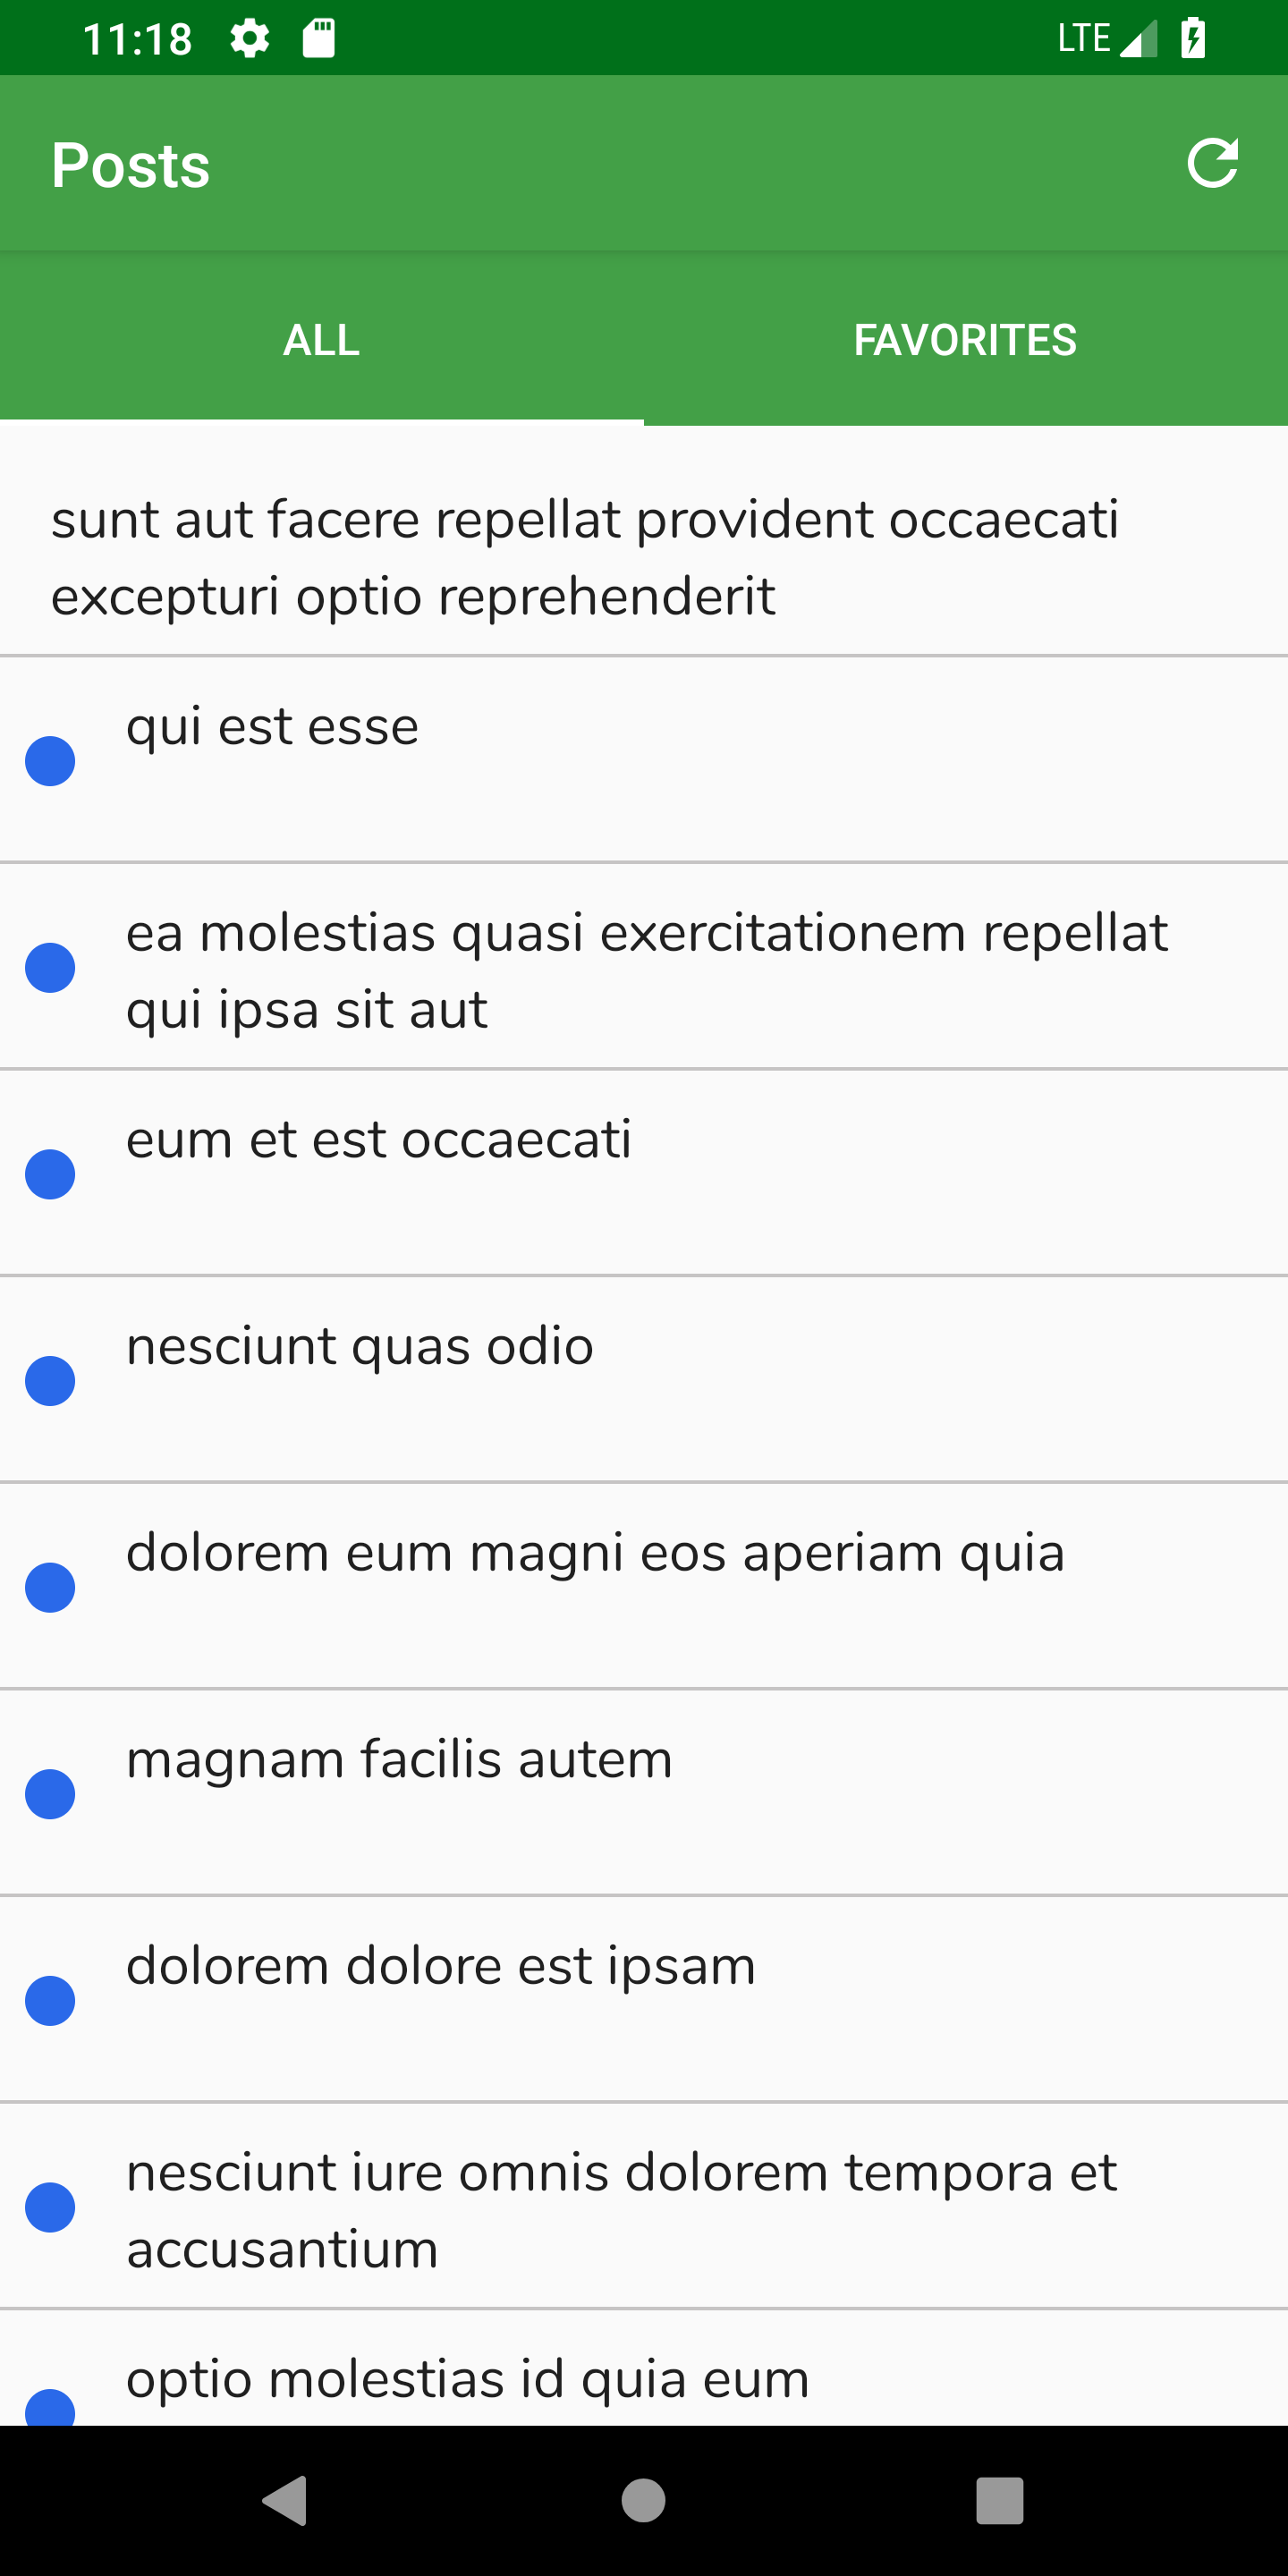 11:18
LTE
Posts
ALL
FAVORITES
sunt aut facere repellat provident occaecati
excepturi optio reprehenderit
qui est esse
ea molestias quasi exercitationem repellat
qui ipsa sit aut
eum et est occaecati
nesciunt quas odio
dolorem eum magni eos aperiam quia
magnam facilis autem
dolorem dolore est ipsam
nesciunt iure omnis dolorem tempora et
accusantium
optio molestias id quia eum